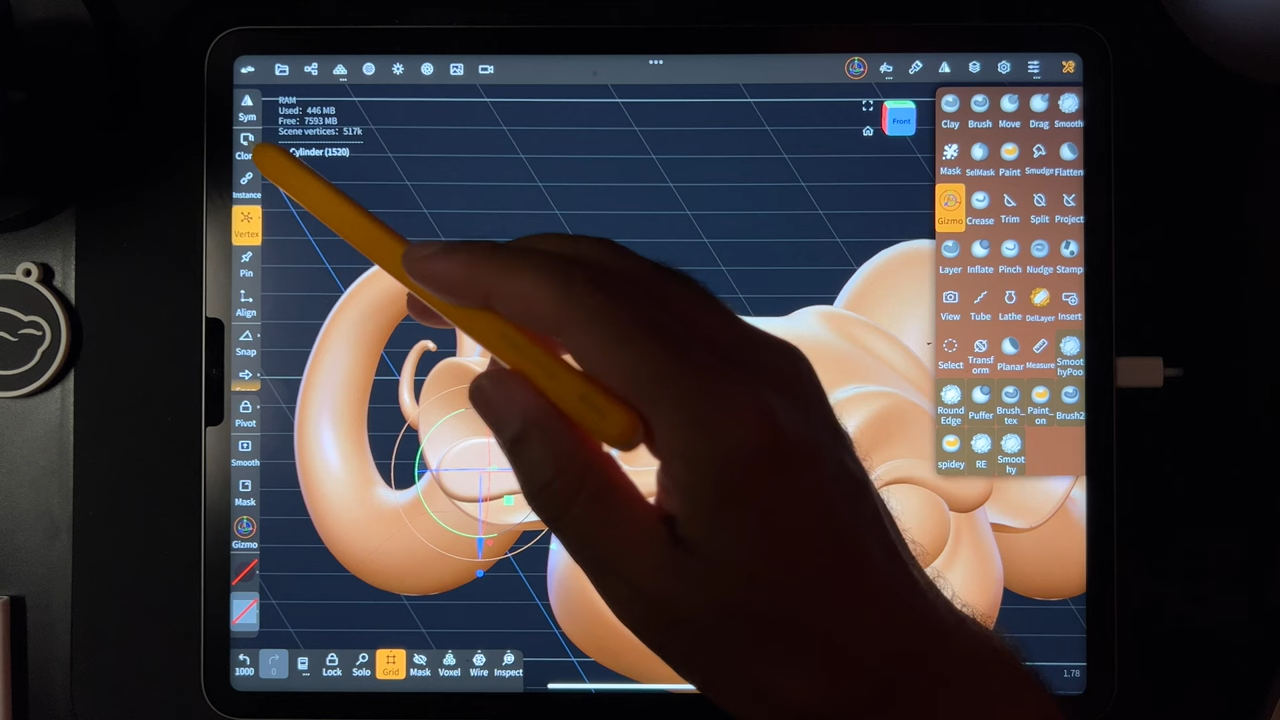 RAM
Used: 446 MB
Free: 7593 MB
Scene vertices: 517k
Cylinder (1520)
Front
Sym
Instance
Vertex
Pin
Align
Snap
Pivot
Smooth
Mask
Gizmo
Clay Brush Move Drag Smooth
Mask SelMask Paint Smudge Flatten
Gizmo Crease Trim Split Project
Layer Inflate Pinch Nudge Stamp
View Tube Lathe DelLayer Insert
Select Transf orm Planar Measure Smoot hyPoo
Round Edge Puffer Brush_ tex Paint_ on Brush2
spidey RE Smoot hy
1000 0 ... Lock Solo Grid Mask Voxel Wire Inspect
1.78